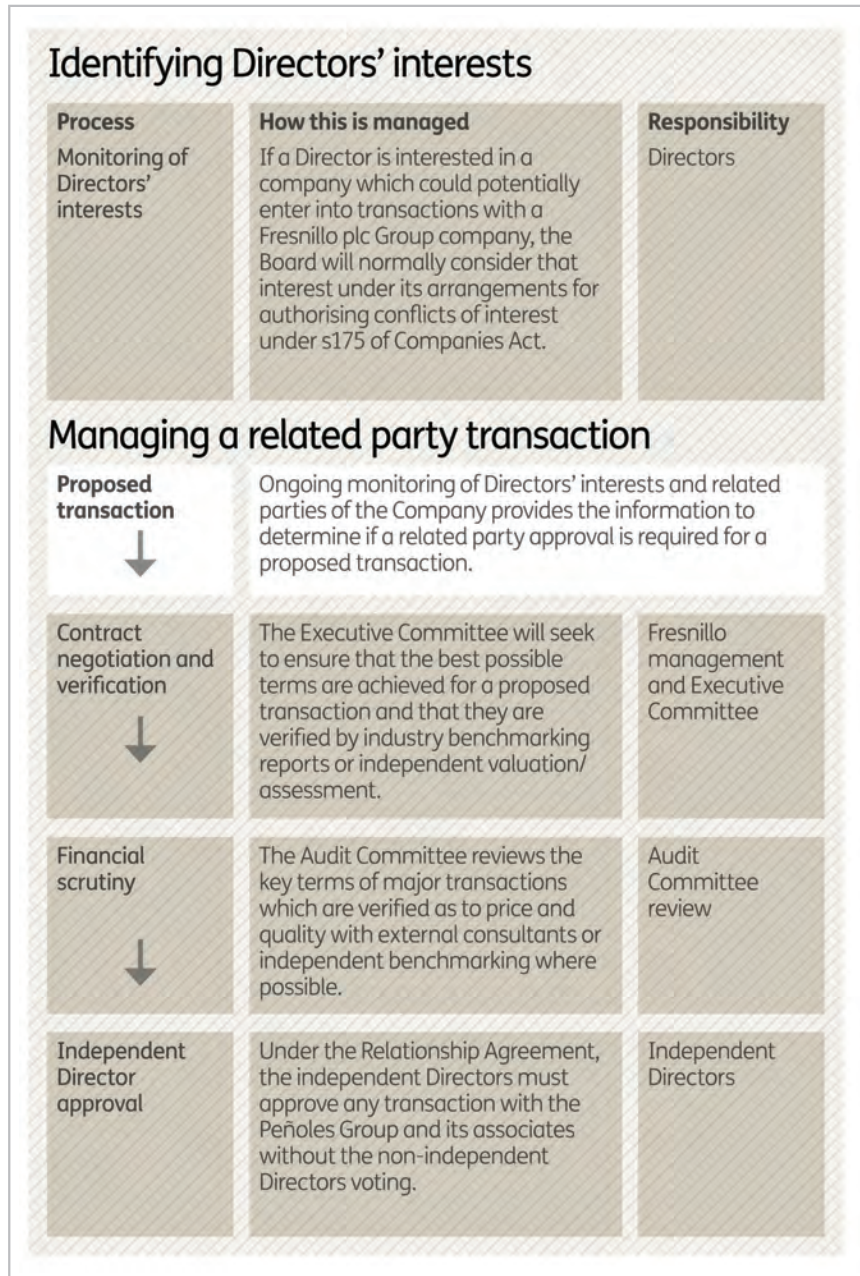 Identifying Directors' interests
Process
Monitoring of
Directors'
interests
How this is managed
If a Director is interested in a
company which could potentially
enter into transactions with a
Fresnillo plc Group company, the
Board will normally consider that
interest under its arrangements for
authorising conflicts of interest
under s175 of Companies Act.
Responsibility
Directors
Managing a related party transaction
Proposed
transaction
Ongoing monitoring of Directors' interests and related
parties of the Company provides the information to
determine if a related party approval is required for a
proposed transaction.
Contract
negotiation and
verification
The Executive Committee will seek
to ensure that the best possible
terms are achieved for a proposed
transaction and that they are
verified by industry benchmarking
reports or independent valuation/
assessment.
Fresnillo
management
and Executive
Committee
Financial
scrutiny
The Audit Committee reviews the
key terms of major transactions
which are verified as to price and
quality with external consultants or
independent benchmarking where
possible.
Audit
Committee
review
Independent
Director
approval
Under the Relationship Agreement,
the independent Directors must
approve any transaction with the
Peñoles Group and its associates
without the non-independent
Directors voting.
Independent
Directors